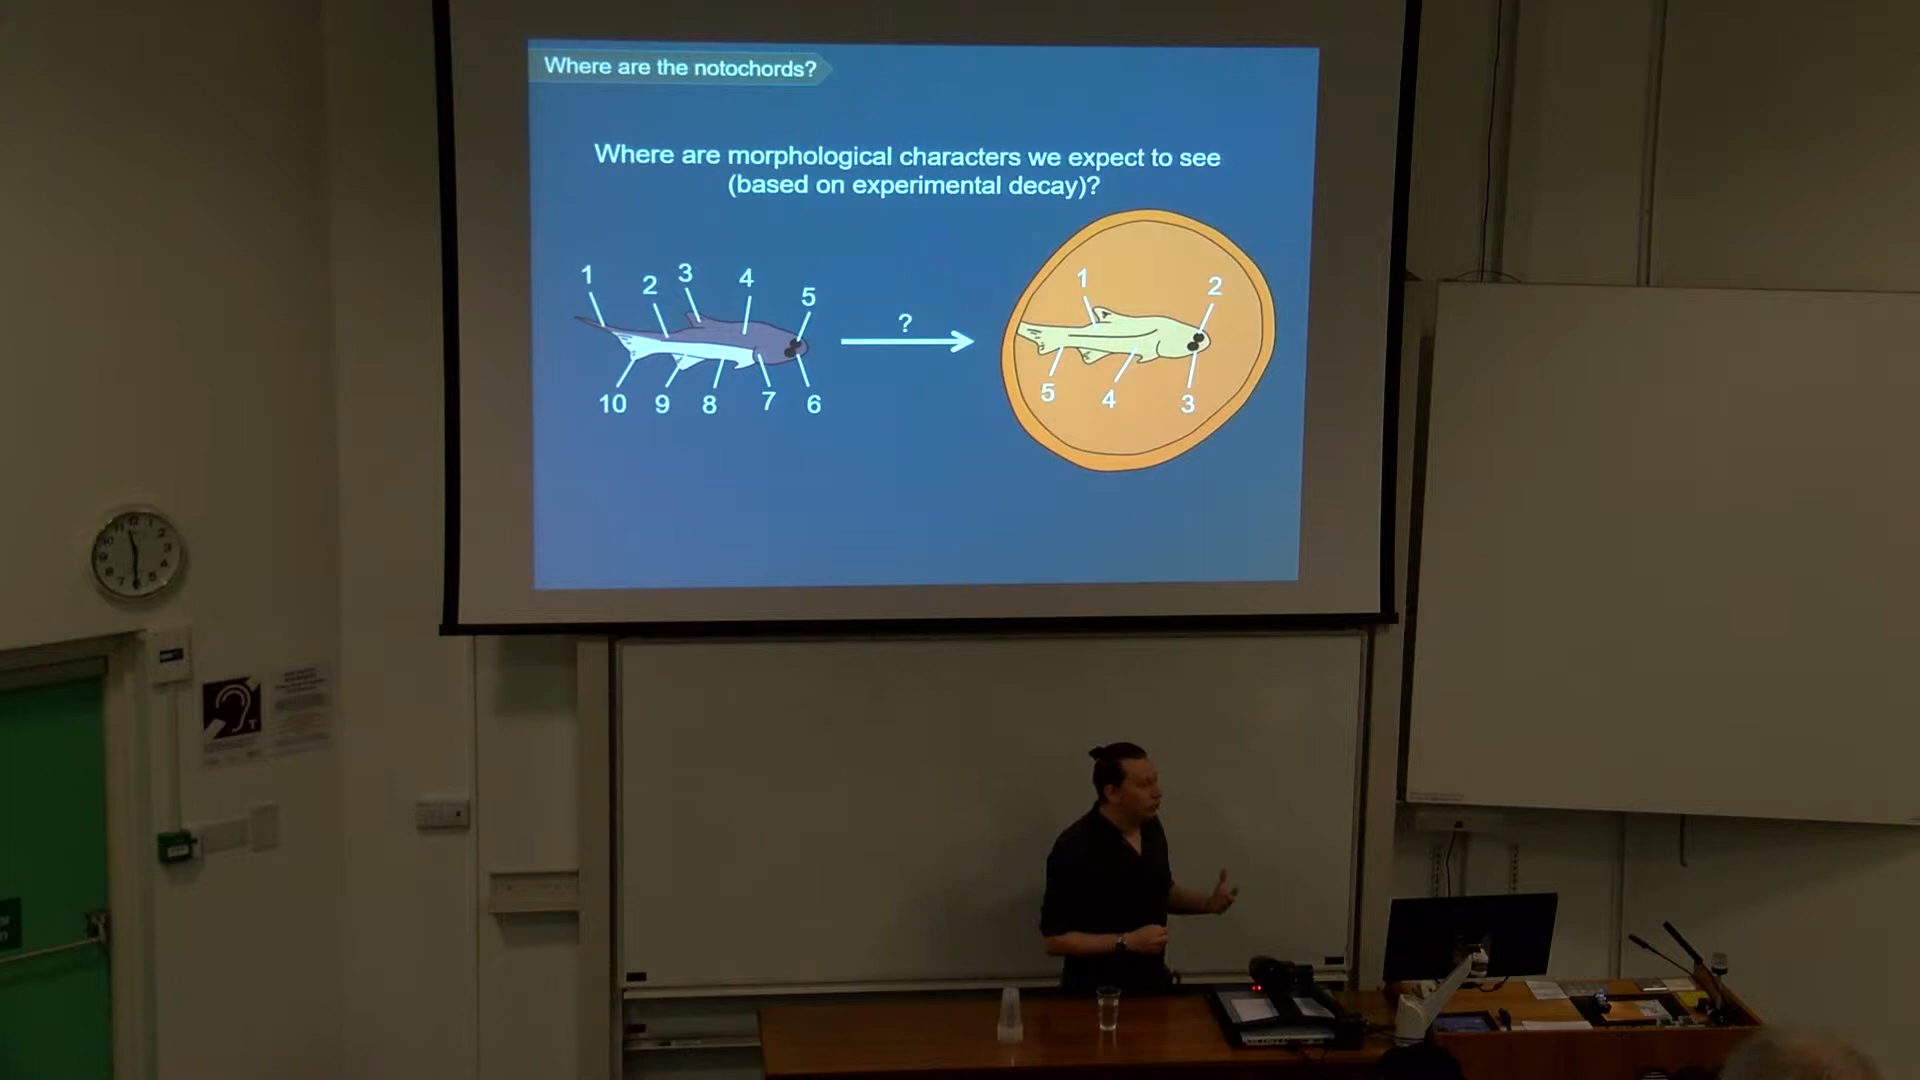 Where are the notochords?
Where are morphological characters we expect to see
(based on experimental decay)?
1 2 3 4 5
?
10 9 8 7 6
1 2
5 4 3
T